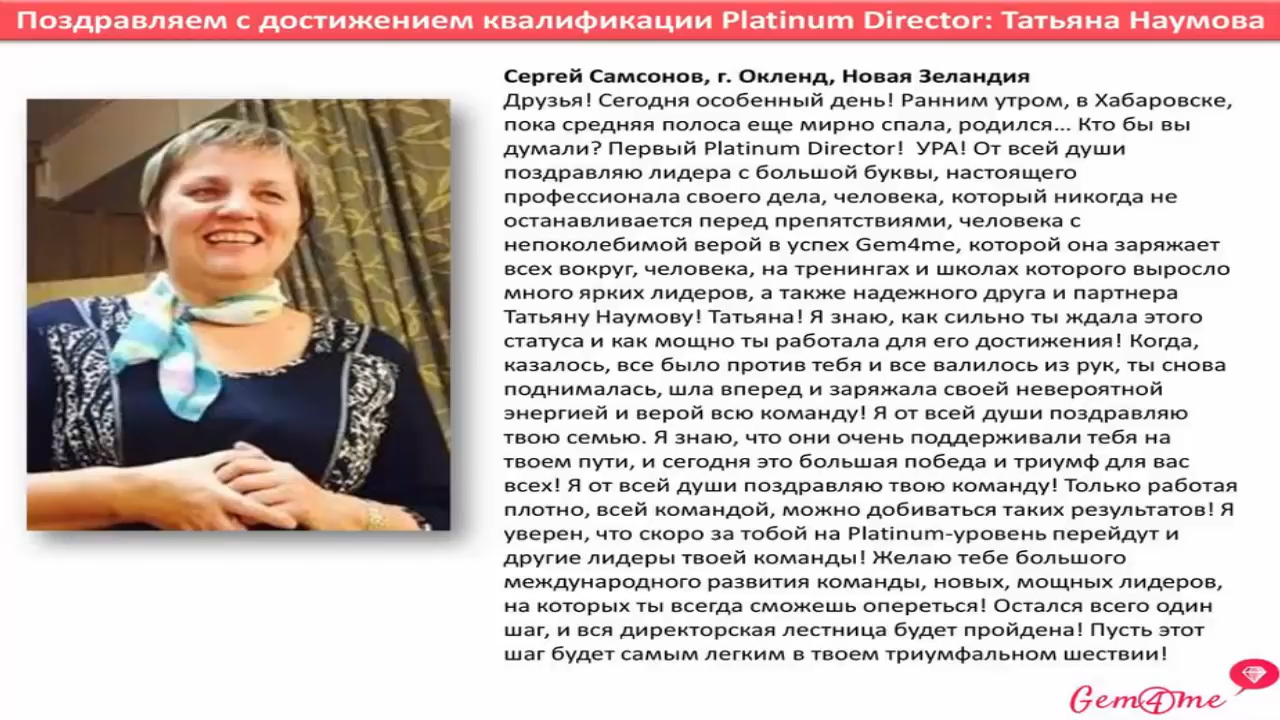 Поздравляем с достижением квалификации Platinum Director: Татьяна Наумова
Сергей Самсонов, г. Окленд, Новая Зеландия
Друзья! Сегодня особенный день! Ранним утром, в Хабаровске,
пока средняя полоса еще мирно спала, родился... Кто бы вы
думали? Первый Platinum Director!  УРА! От всей души
поздравляю лидера с большой буквы, настоящего
профессионала своего дела, человека, который никогда не
останавливается перед препятствиями, человека с
непоколебимой верой в успех Gem4me, которой она заряжает
всех вокруг, человека, на тренингах и школах которого выросло
много ярких лидеров, а также надежного друга и партнера
Татьяну Наумову! Татьяна! Я знаю, как сильно ты ждала этого
статуса и как мощно ты работала для его достижения! Когда,
казалось, все было против тебя и все валилось из рук, ты снова
поднималась, шла вперед и заряжала своей невероятной
энергией и верой всю команду! Я от всей души поздравляю
твою семью. Я знаю, что они очень поддерживали тебя на
твоем пути, и сегодня это большая победа и триумф для вас
всех! Я от всей души поздравляю твою команду! Только работая
плотно, всей командой, можно добиваться таких результатов! Я
уверен, что скоро за тобой на Platinum-уровень перейдут и
другие лидеры твоей команды! Желаю тебе большого
международного развития команды, новых, мощных лидеров,
на которых ты всегда сможешь опереться! Остался всего один
шаг, и вся директорская лестница будет пройдена! Пусть этот
шаг будет самым легким в твоем триумфальном шествии!
Gem4me